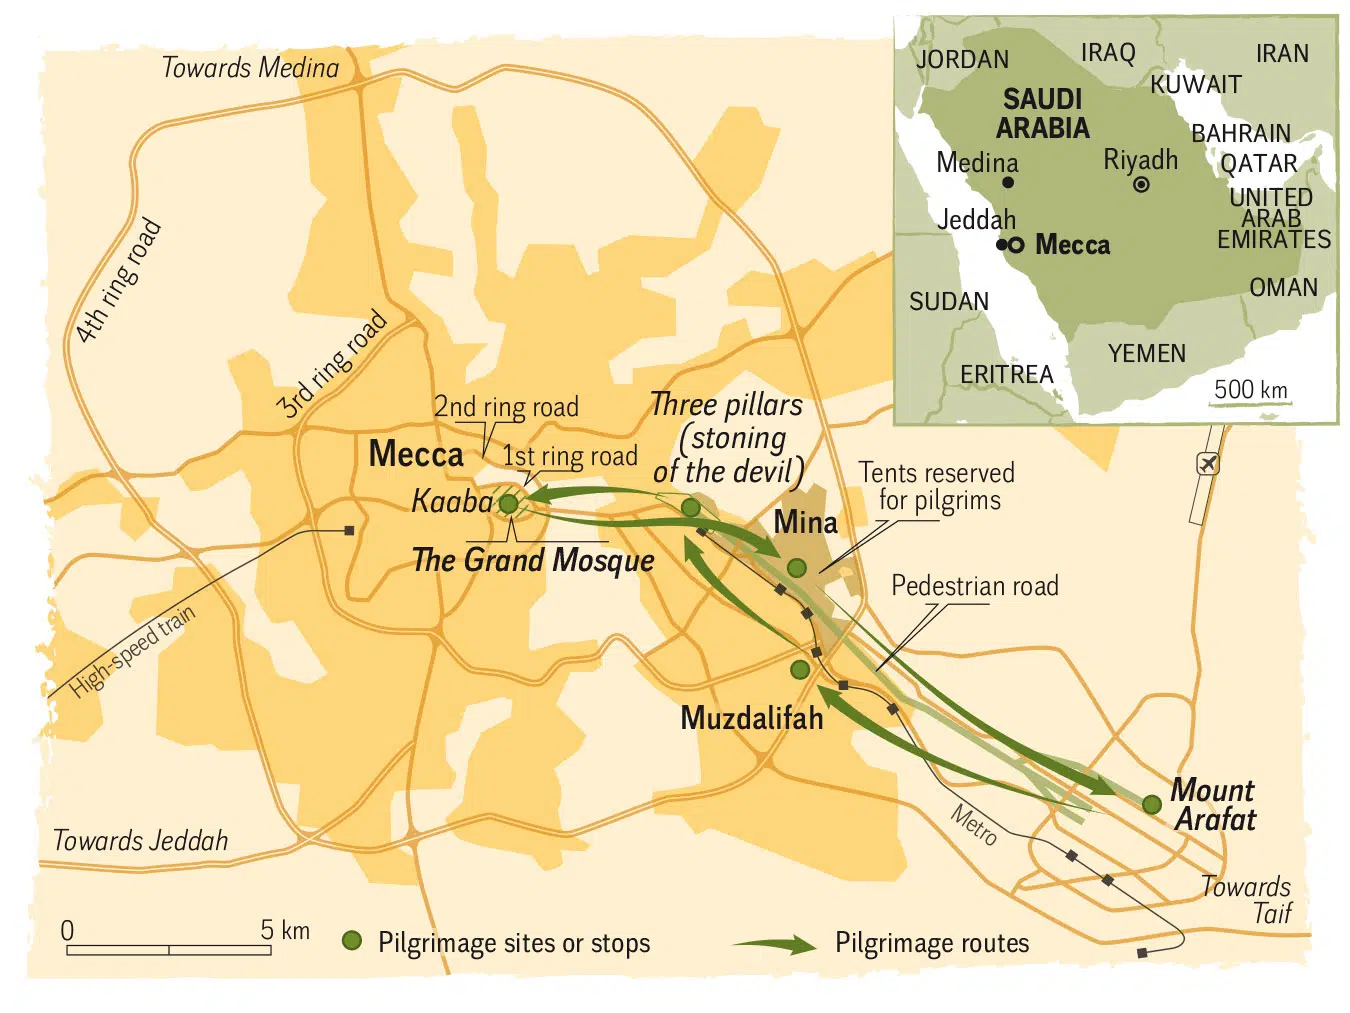 Towards Medina
4th ring road
3rd ring road
2nd ring road
1st ring road
Mecca
Kaaba
The Grand Mosque
Three pillars
(stoning
of the devil)
Mina
Tents reserved
for pilgrims
Pedestrian road
High-speed train
Muzdalifah
Metro
Mount
Arafat
Towards Jeddah
Towards
Taif
0
5 km
Pilgrimage sites or stops
Pilgrimage routes
JORDAN
IRAQ
IRAN
KUWAIT
SAUDI
ARABIA
BAHRAIN
Medina
Riyadh
QATAR
UNITED
ARAB
EMIRATES
Jeddah
Mecca
OMAN
SUDAN
YEMEN
ERITREA
500 km